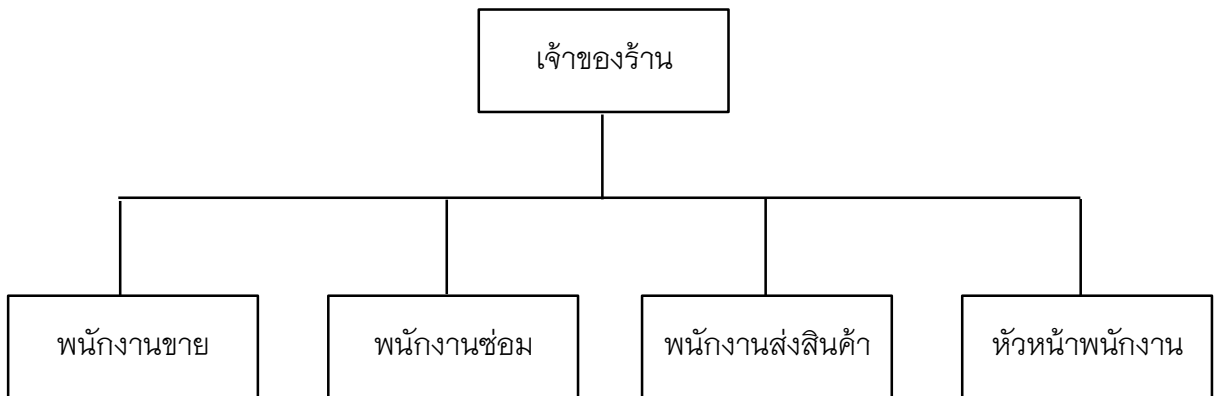 เจ้าของร้าน
พนักงานขาย
พนักงานซ่อม
พนักงานส่งสินค้า
หัวหน้าพนักงาน